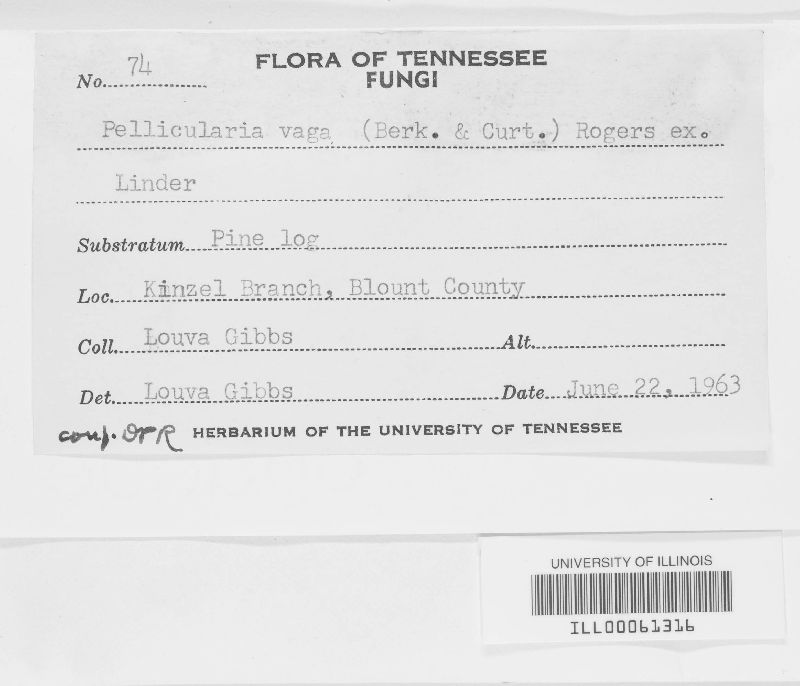 FLORA OF TENNESSEE
FUNGI
No. 74
Pellicularia vaga (Berk. & Curt.) Rogers ex.
Linder
Substratum Pine log
Loc. Kinzel Branch, Blount County
Coll. Louva Gibbs Alt.
Det. Louva Gibbs Date June 22, 1963
conf. DPR HERBARIUM OF THE UNIVERSITY OF TENNESSEE
UNIVERSITY OF ILLINOIS
ILL00061316